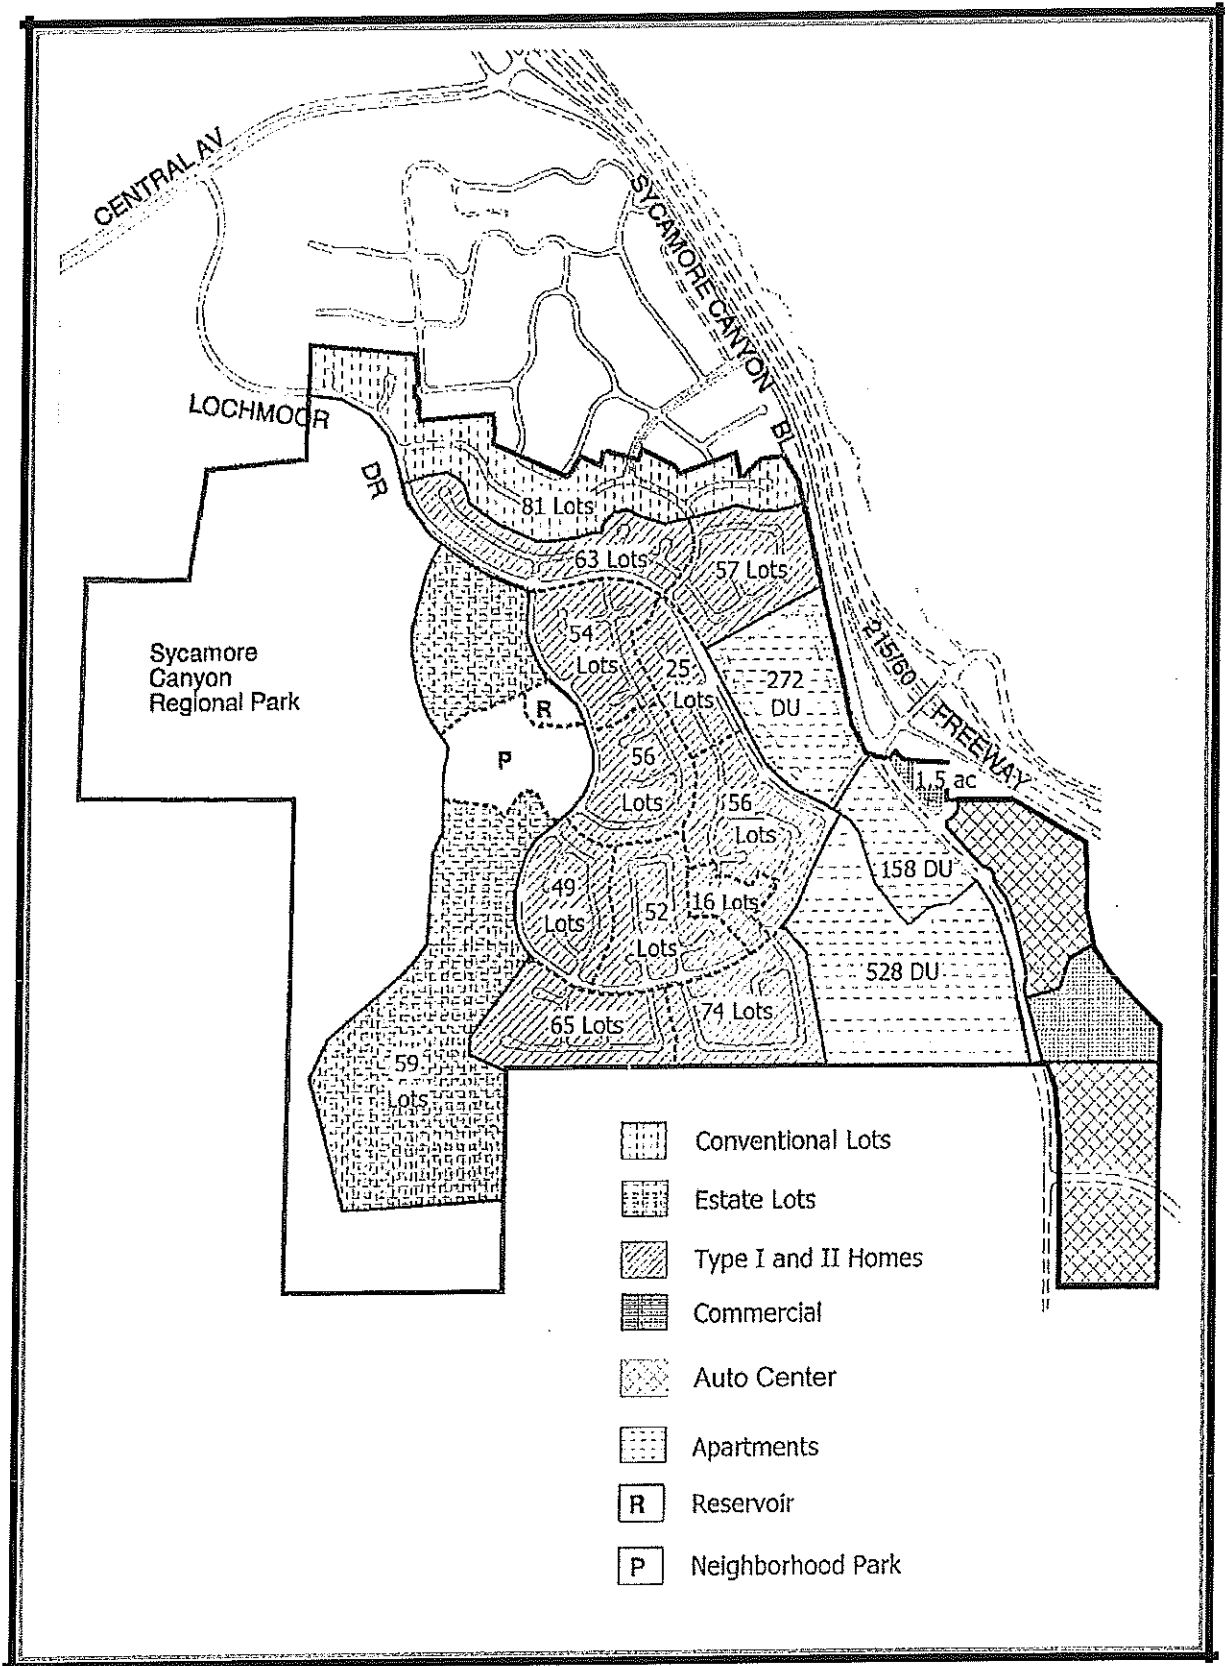 CENTRAL AV
SYCAMORE CANYON
BL
LOCHMOOR
DR
81 Lots
63 Lots
57 Lots
Sycamore
Canyon
Regional Park
54
Lots
25
Lots
272
DU
215/60
FREEWAY
R
P
56
Lots
1.5 ac
56
Lots
158 DU
49
Lots
16 Lots
52
Lots
528 DU
65 Lots
74 Lots
59
Lots
Conventional Lots
Estate Lots
Type I and II Homes
Commercial
Auto Center
Apartments
R Reservoir
P Neighborhood Park